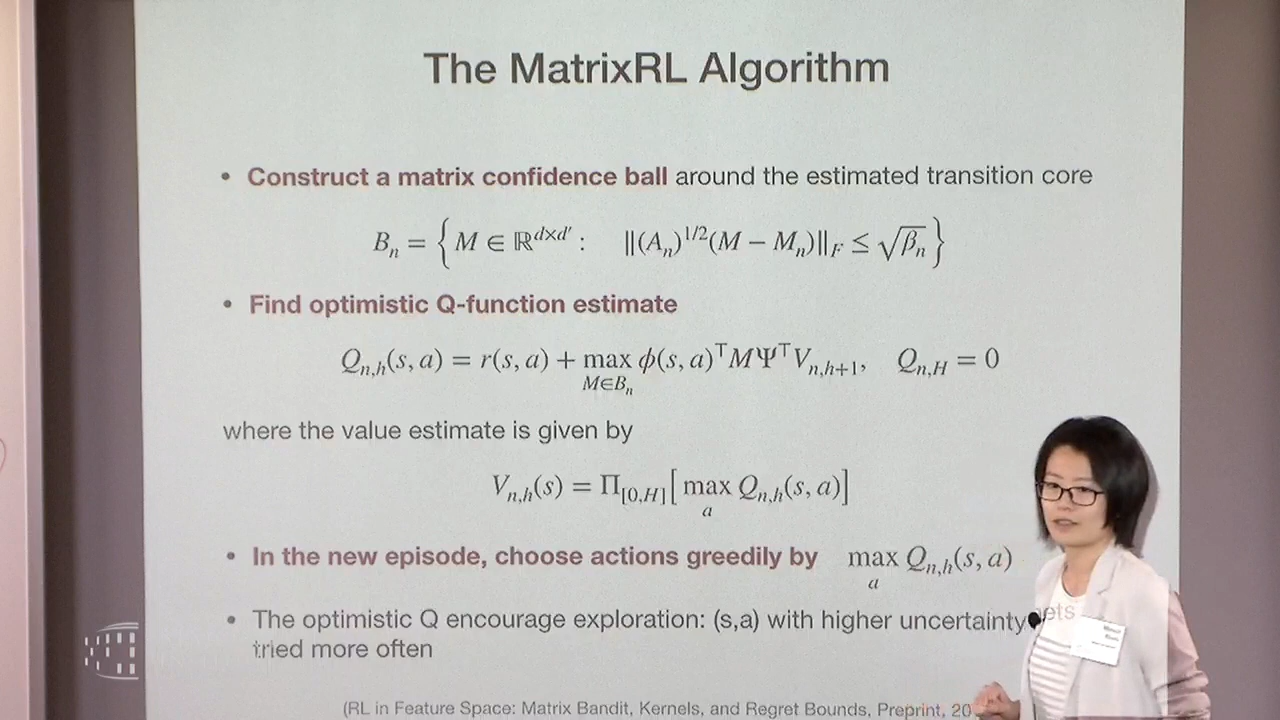 The MatrixRL Algorithm
• Construct a matrix confidence ball around the estimated transition core
B_n = { M ∈ ℝ^{d×d′} : ‖(A_n)^{1/2}(M − M_n)‖_F ≤ √β_n }
• Find optimistic Q-function estimate
Q_{n,h}(s, a) = r(s, a) + max_{M∈B_n} ϕ(s, a)^⊤ MΨ^⊤ V_{n,h+1}, Q_{n,H} = 0
where the value estimate is given by
V_{n,h}(s) = Π_{[0,H]}[ max_a Q_{n,h}(s, a)]
• In the new episode, choose actions greedily by max_a Q_{n,h}(s, a)
• The optimistic Q encourage exploration: (s,a) with higher uncertainty gets
tried more often
(RL in Feature Space: Matrix Bandit, Kernels, and Regret Bounds, Preprint, 20